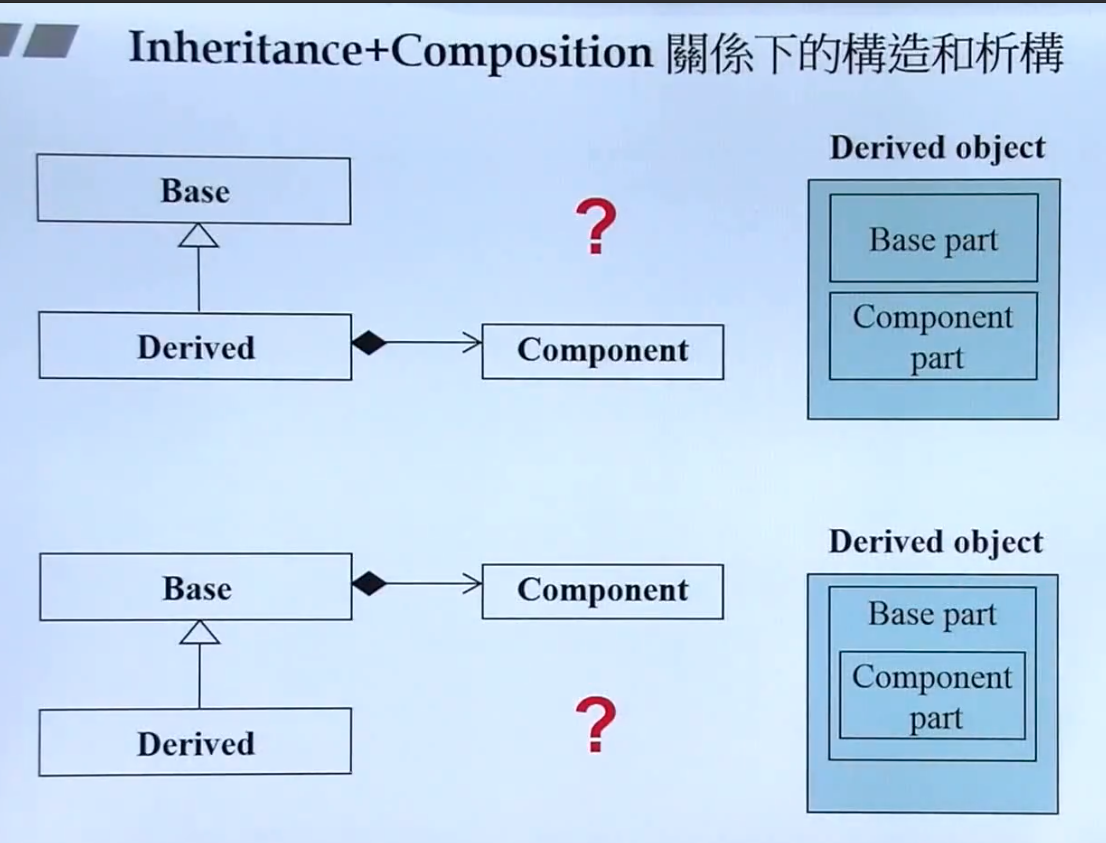 Inheritance+Composition 關係下的構造和析構
Derived object
Base
?
Base part
Derived
Component
Component
part
Derived object
Base
Component
Base part
Component
part
Derived
?